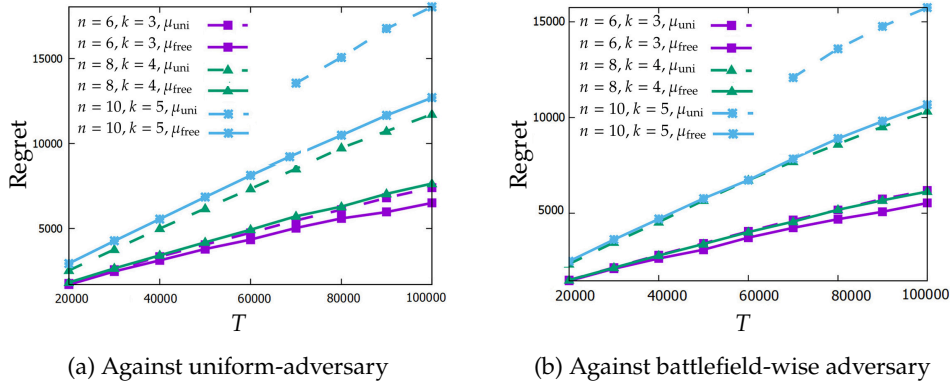 n = 6, k = 3, μuni
n = 6, k = 3, μfree
n = 8, k = 4, μuni
n = 8, k = 4, μfree
n = 10, k = 5, μuni
n = 10, k = 5, μfree
15000
10000
5000
Regret
20000 40000 60000 80000 100000
T
(a) Against uniform-adversary
n = 6, k = 3, μuni
n = 6, k = 3, μfree
n = 8, k = 4, μuni
n = 8, k = 4, μfree
n = 10, k = 5, μuni
n = 10, k = 5, μfree
15000
10000
5000
Regret
20000 40000 60000 80000 100000
T
(b) Against battlefield-wise adversary